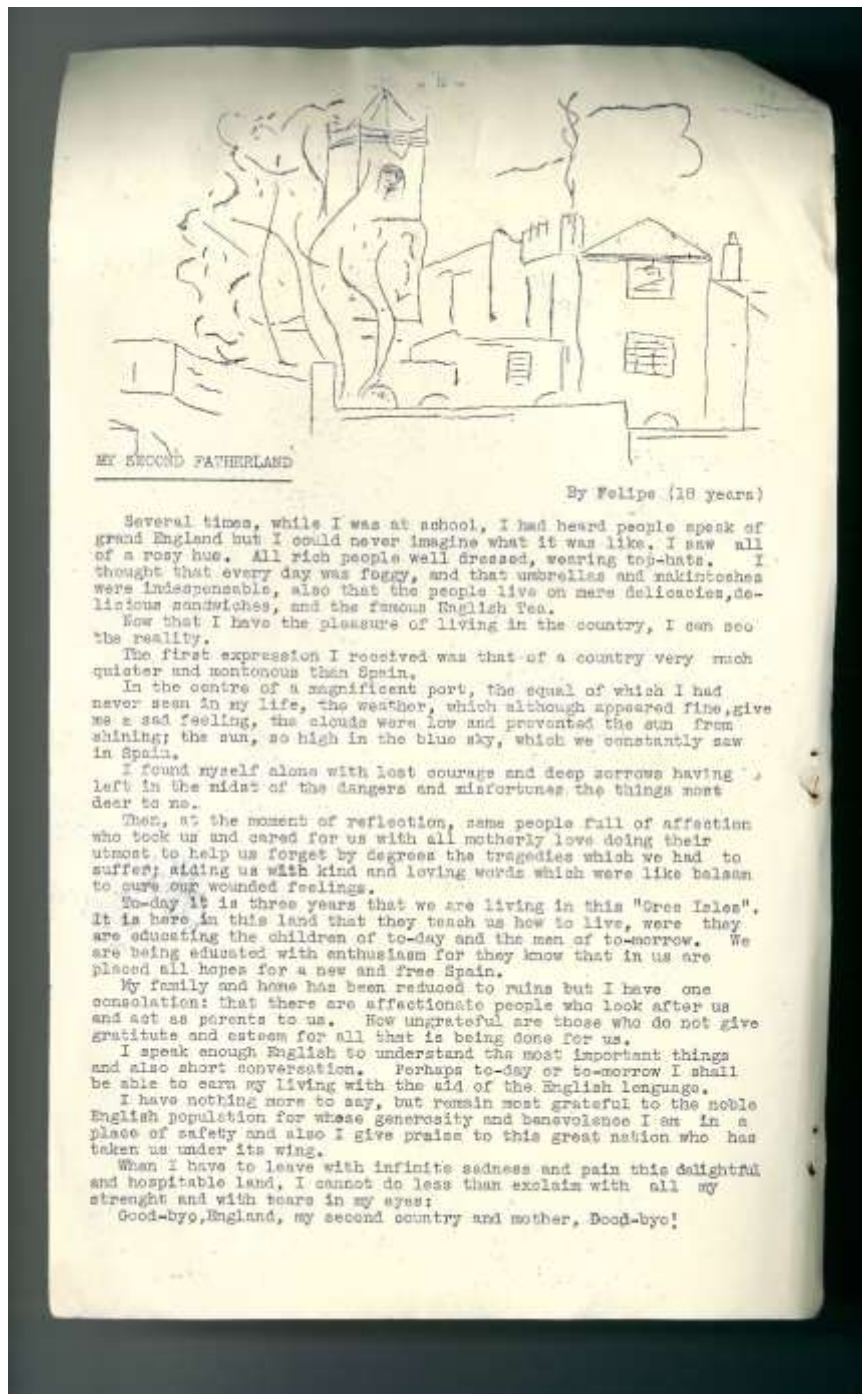 MY SECOND FATHERLAND
By Felipe (18 years)
Several times, while I was at school, I had heard people speak of
grand England but I could never imagine what it was like. I saw all
of a rosy hue. All rich people well dressed, wearing top-hats. I
thought that every day was foggy, and that umbrellas and makintoshes
were indespensable, also that the people live on mere delicacies,de-
licious sandwiches, and the famous English Tea.
Now that I have the pleasure of living in the country, I can see
the reality.
The first expression I received was that of a country very much
quieter and montonous than Spain.
In the centre of a magnificent port, the equal of which I had
never seen in my life, the weather, which although appeared fine,give
me a sad feeling, the clouds were low and prevented the sun from
shining; the sun, so high in the blue sky, which we constantly saw
in Spain.
I found myself alone with lost courage and deep sorrows having
left in the midst of the dangers and misfortunes the things most
dear to me.
Then, at the moment of reflection, some people full of affection
who took us and cared for us with all motherly love doing their
utmost to help us forget by degrees the tragedies which we had to
suffer; aiding us with kind and loving words which were like balsam
to cure our wounded feelings.
To-day it is three years that we are living in this "Gree Isles".
It is here in this land that they teach us how to live, were they
are educating the children of to-day and the men of to-morrow. We
are being educated with enthusiasm for they know that in us are
placed all hopes for a new and free Spain.
My family and home has been reduced to ruins but I have one
consolation: that there are affectionate people who look after us
and act as parents to us. How ungrateful are those who do not give
gratitute and esteem for all that is being done for us.
I speak enough English to understand the most important things
and also short conversation. Perhaps to-day or to-morrow I shall
be able to earn my living with the aid of the English language.
I have nothing more to say, but remain most grateful to the noble
English population for whose generosity and benevolence I am in a
place of safety and also I give praise to this great nation who has
taken us under its wing.
When I have to leave with infinite sadness and pain this delightful
and hospitable land, I cannot do less than exclaim with all my
strenght and with tears in my eyes:
Good-bye,England, my second country and mother, Dood-bye!